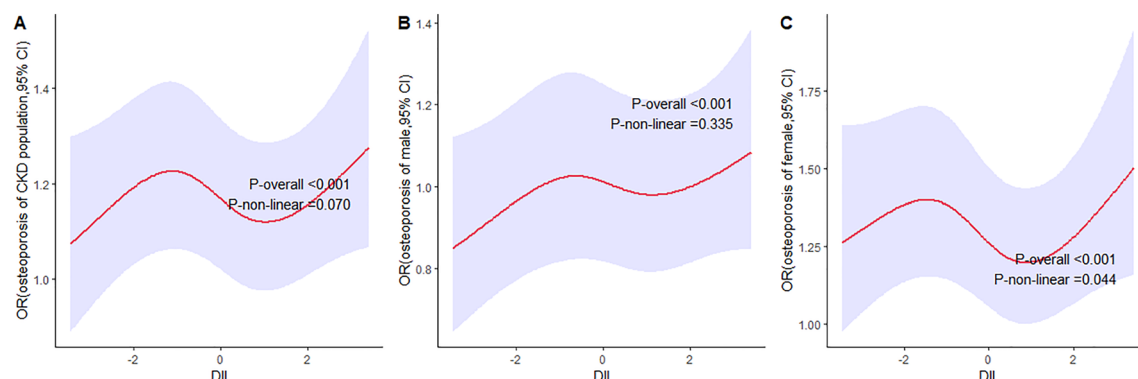 A
OR(osteoporosis of CKD population,95% CI)
1.4
1.2
1.0
P-overall <0.001
P-non-linear =0.070
-2
0
2
DII
B
OR(osteoporosis of male,95% CI)
1.4
1.2
1.0
0.8
P-overall <0.001
P-non-linear =0.335
-2
0
2
DII
C
OR(osteoporosis of female,95% CI)
1.75
1.50
1.25
1.00
P-overall <0.001
P-non-linear =0.044
-2
0
2
DII